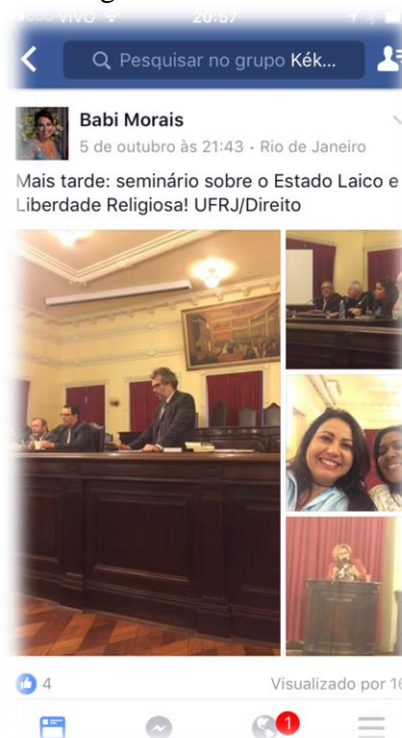 VIVO 20:57
Pesquisar no grupo Kék...
Babi Morais
5 de outubro às 21:43 · Rio de Janeiro
Mais tarde: seminário sobre o Estado Laico e
Liberdade Religiosa! UFRJ/Direito
4 Visualizado por 16
1